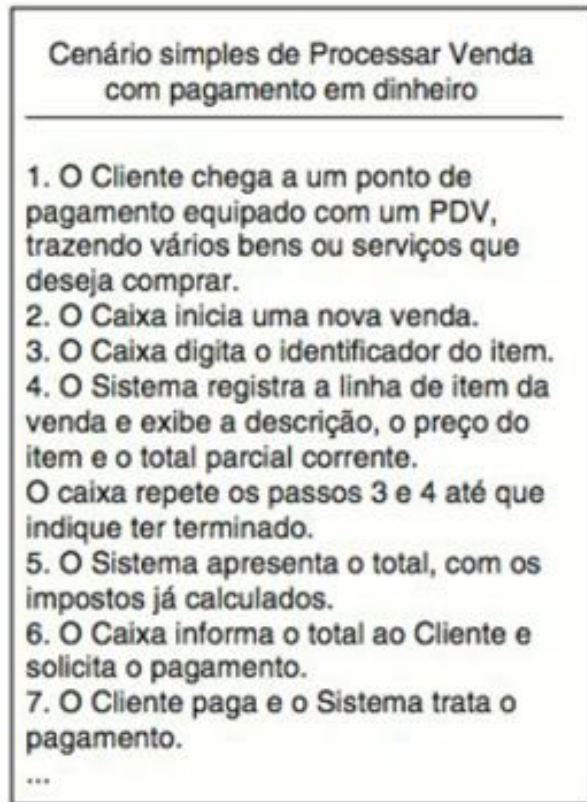 Cenário simples de Processar Venda
com pagamento em dinheiro
1. O Cliente chega a um ponto de
pagamento equipado com um PDV,
trazendo vários bens ou serviços que
deseja comprar.
2. O Caixa inicia uma nova venda.
3. O Caixa digita o identificador do item.
4. O Sistema registra a linha de item da
venda e exibe a descrição, o preço do
item e o total parcial corrente.
O caixa repete os passos 3 e 4 até que
indique ter terminado.
5. O Sistema apresenta o total, com os
impostos já calculados.
6. O Caixa informa o total ao Cliente e
solicita o pagamento.
7. O Cliente paga e o Sistema trata o
pagamento.
...